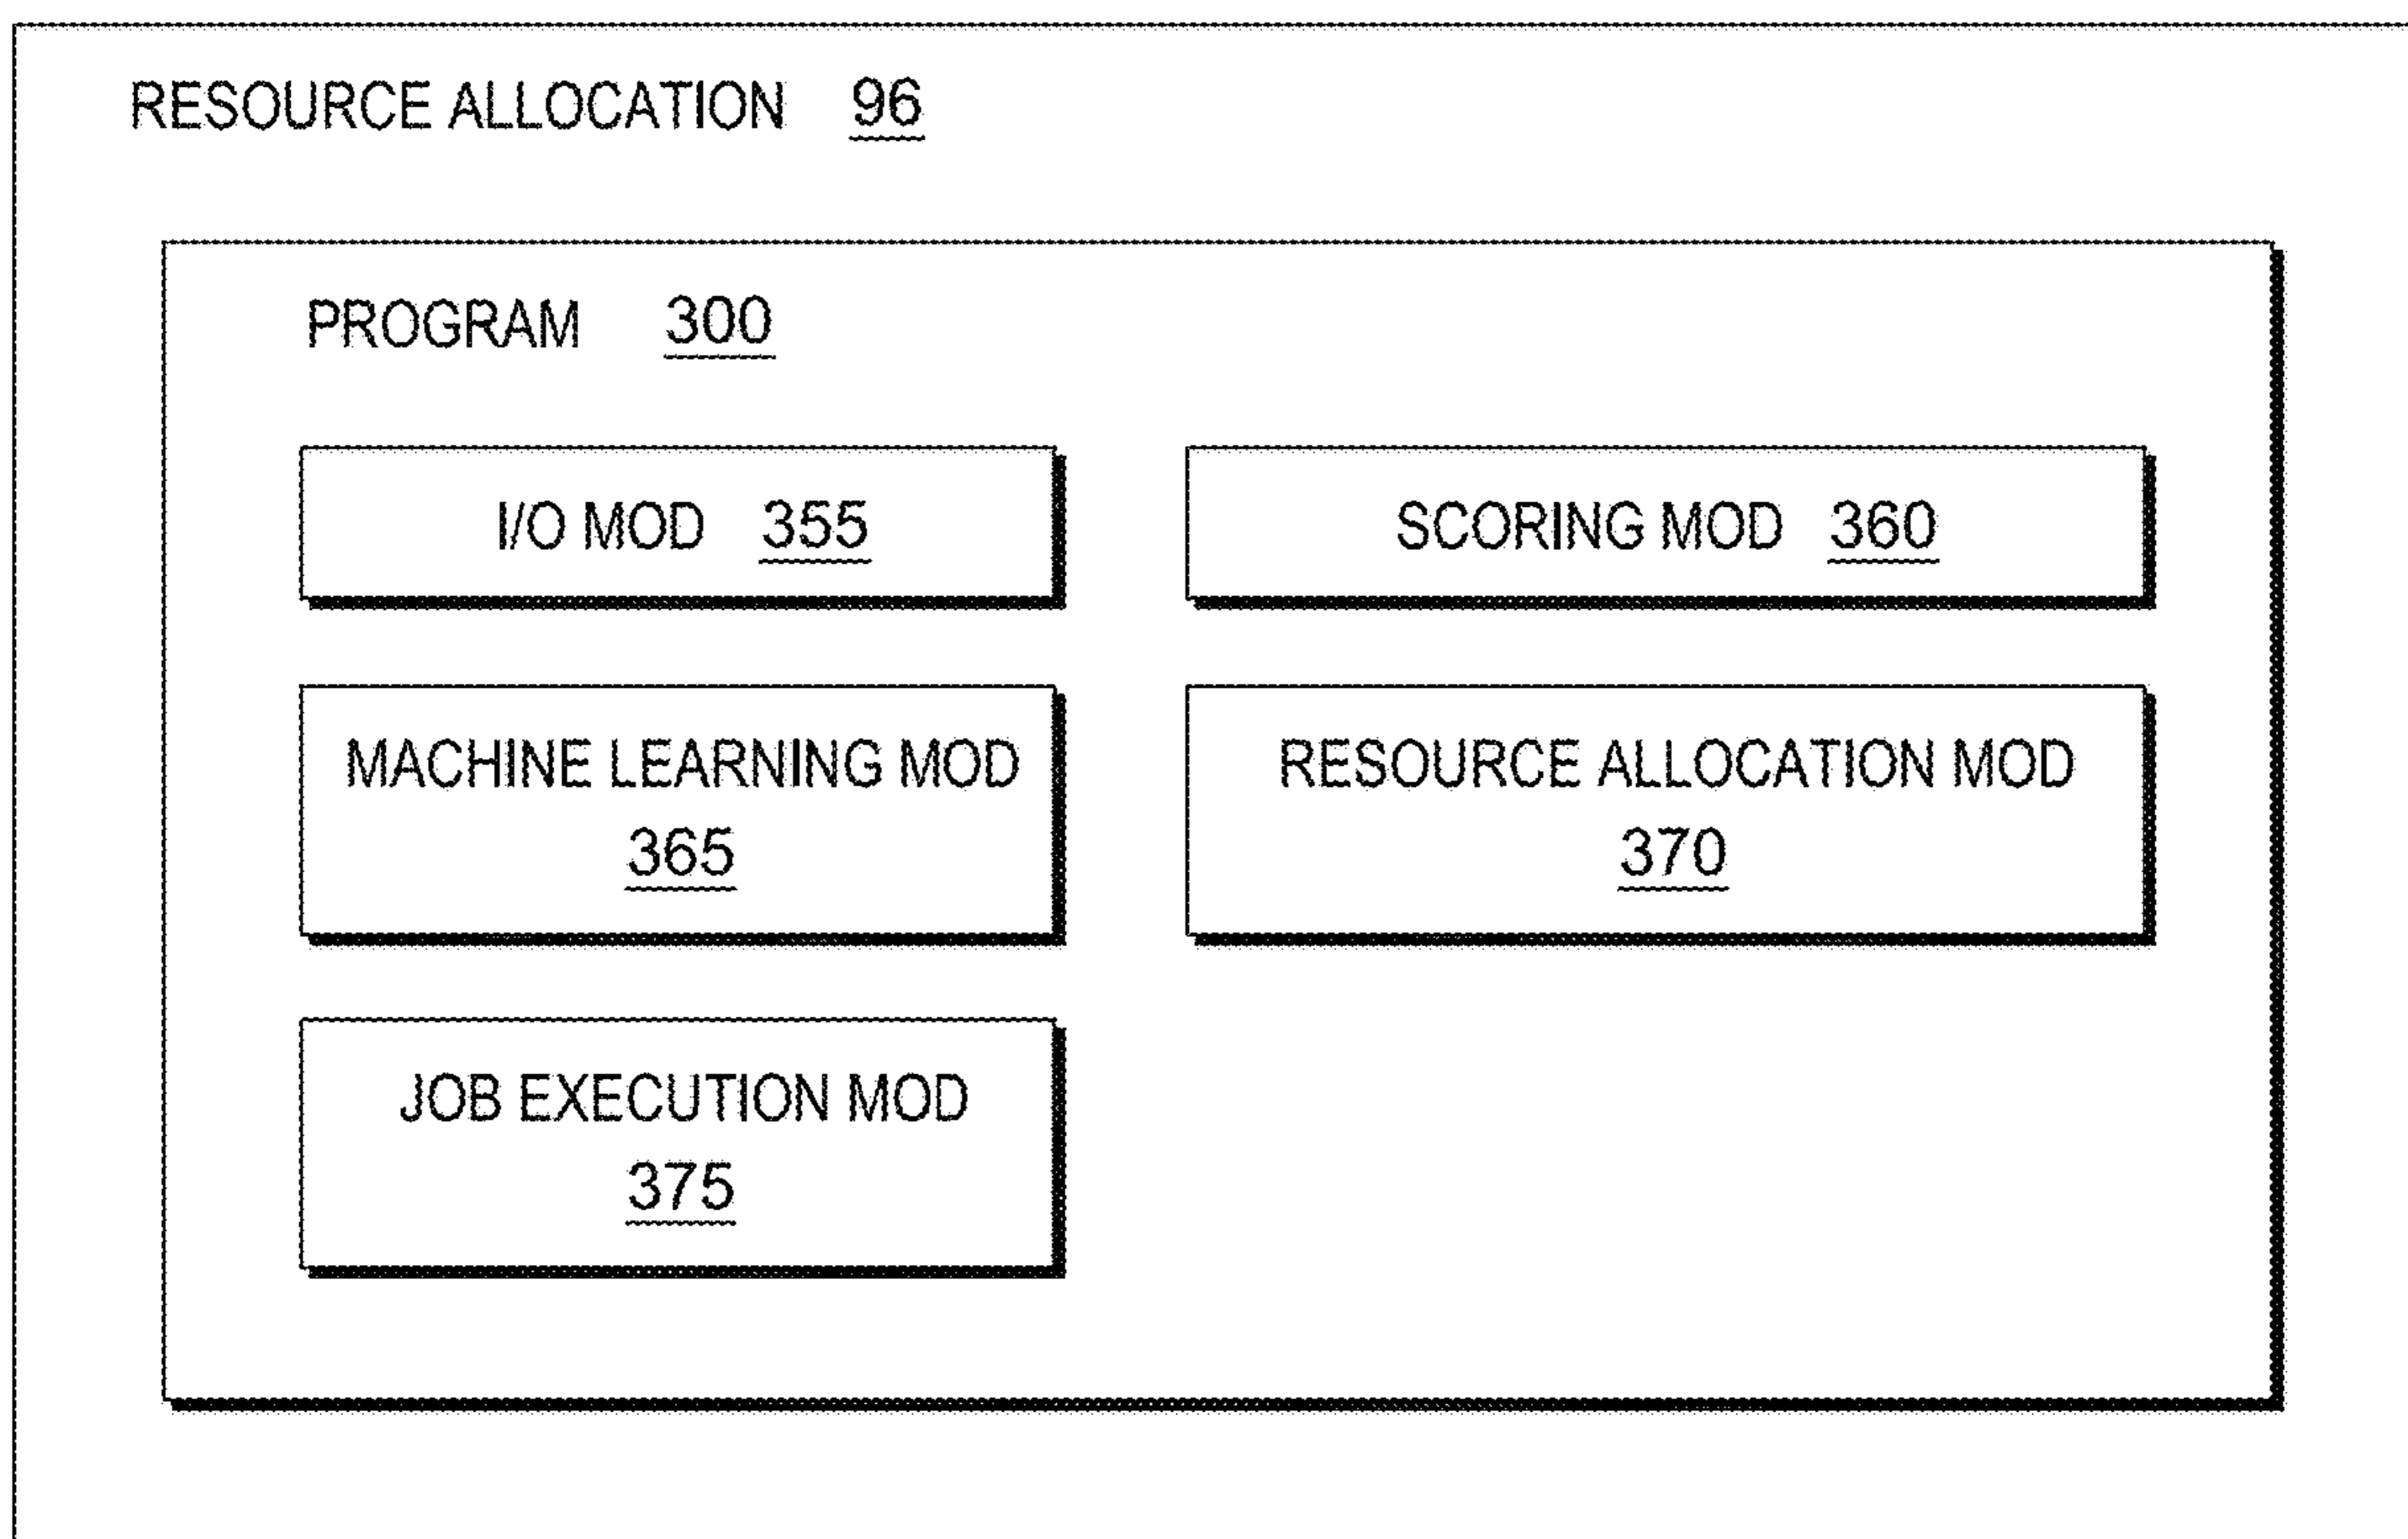 RESOURCE ALLOCATION 96
PROGRAM 300
I/O MOD 355
SCORING MOD 360
MACHINE LEARNING MOD
365
RESOURCE ALLOCATION MOD
370
JOB EXECUTION MOD
375